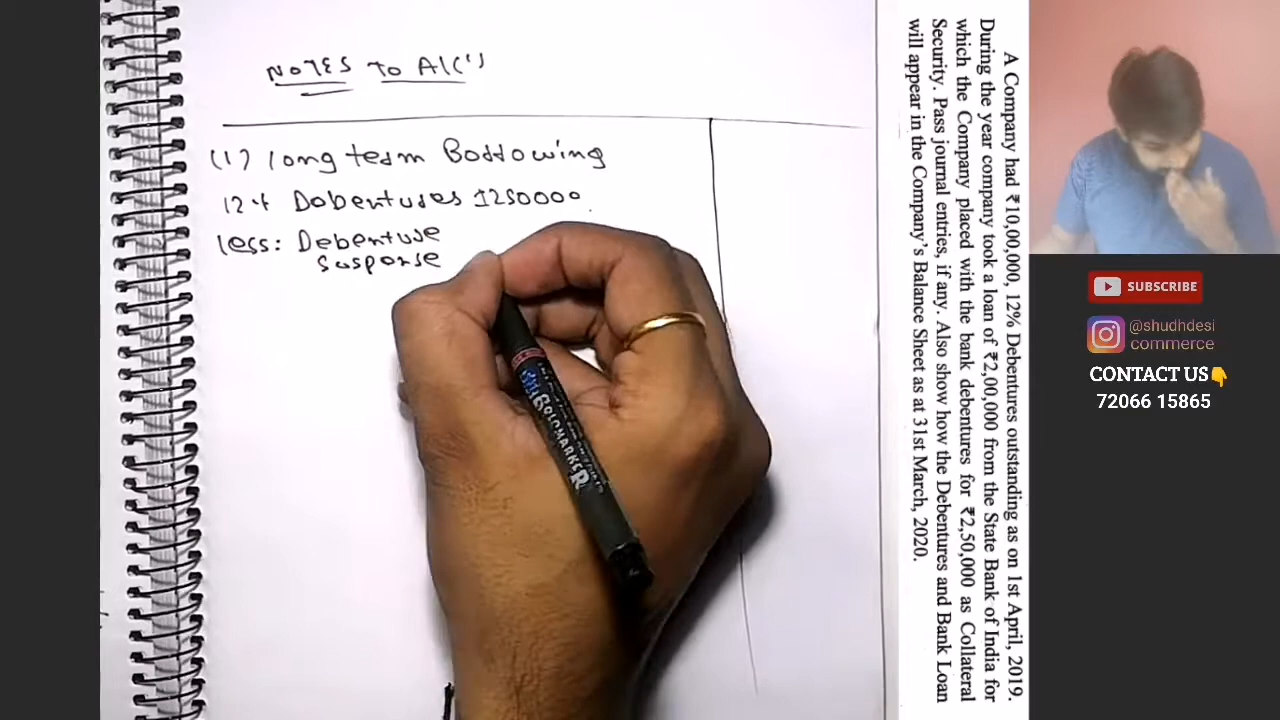 NOTES TO A/C's
(1) long term Borrowing
12% Debentures 1250000
less: Debenture
suspense
A Company had ₹10,00,000, 12% Debentures outstanding as on 1st April, 2019.
During the year company took a loan of ₹2,00,000 from the State Bank of India for
which the Company placed with the bank debentures for ₹2,50,000 as Collateral
Security. Pass journal entries, if any. Also show how the Debentures and Bank Loan
will appear in the Company's Balance Sheet as at 31st March, 2020.
SUBSCRIBE
@shudhdesi
commerce
CONTACT US👇
72066 15865
GOLDMARKER